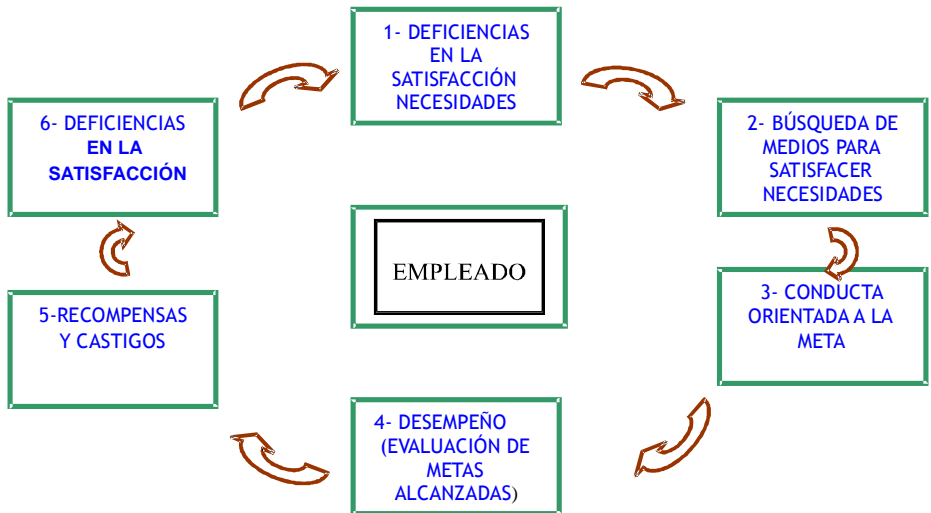 1- DEFICIENCIAS
EN LA
SATISFACCIÓN
NECESIDADES
2- BÚSQUEDA DE
MEDIOS PARA
SATISFACER
NECESIDADES
3- CONDUCTA
ORIENTADA A LA
META
4- DESEMPEÑO
(EVALUACIÓN DE
METAS
ALCANZADAS)
5-RECOMPENSAS
Y CASTIGOS
6- DEFICIENCIAS
EN LA
SATISFACCIÓN
EMPLEADO